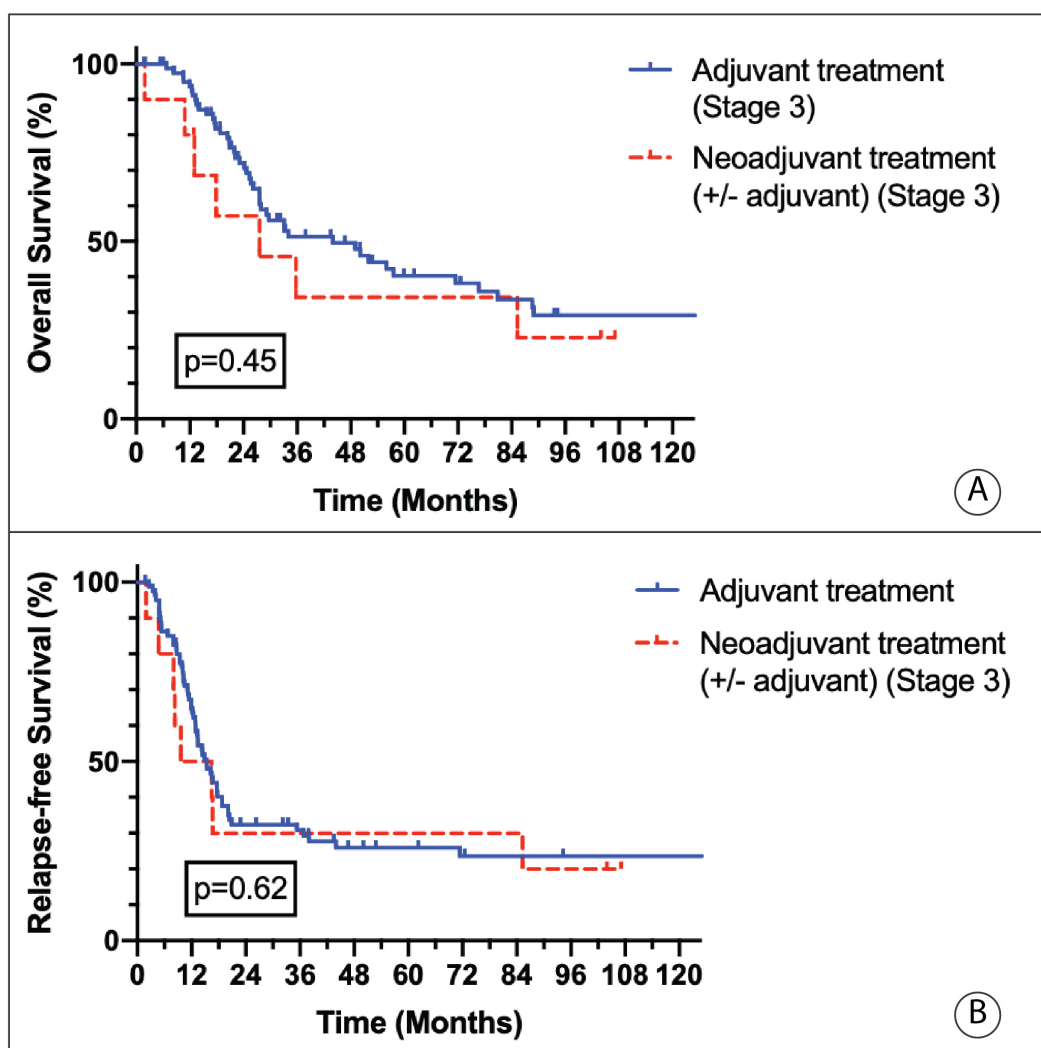 100
50
0
Overall Survival (%)
Adjuvant treatment
(Stage 3)
Neoadjuvant treatment
(+/- adjuvant) (Stage 3)
p=0.45
0 12 24 36 48 60 72 84 96 108 120
Time (Months)
A
100
50
0
Relapse-free Survival (%)
Adjuvant treatment
Neoadjuvant treatment
(+/- adjuvant) (Stage 3)
p=0.62
0 12 24 36 48 60 72 84 96 108 120
Time (Months)
B